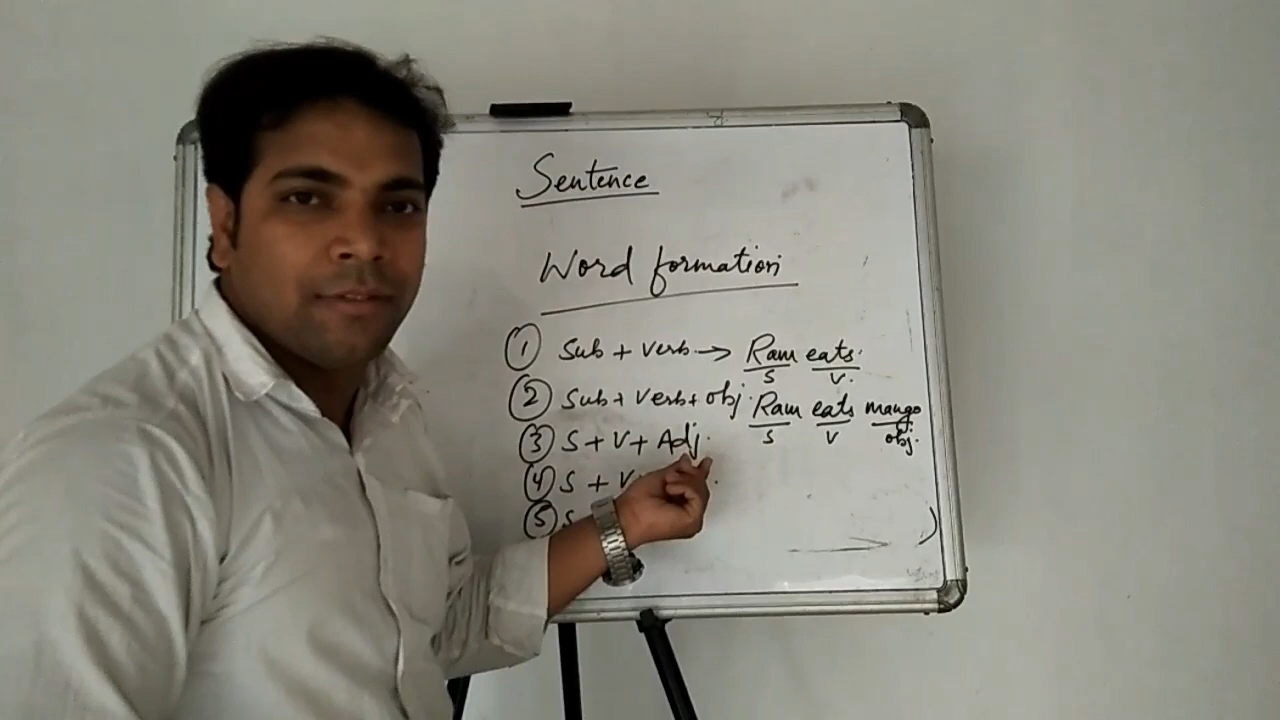 Sentence
Word formation
① Sub + Verb → Ram eats.
S V.
② Sub + Verb + obj. Ram eats mango
S V obj.
③ S + V + Adj.
④ S + V
⑤ S